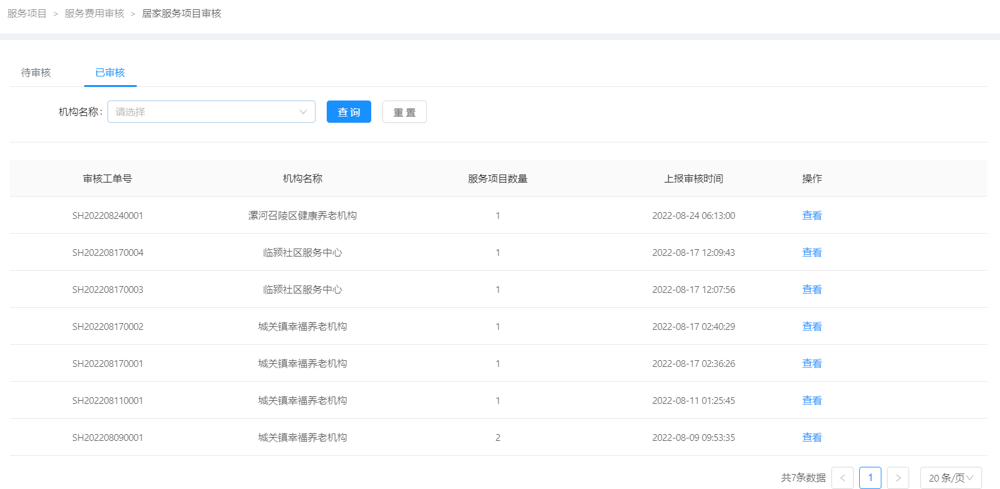 服务项目 > 服务费用审核 > 居家服务项目审核
待审核 已审核
机构名称: 请选择 查 询 重 置
审核工单号 机构名称 服务项目数量 上报审核时间 操作
SH202208240001 漯河召陵区健康养老机构 1 2022-08-24 06:13:00 查看
SH202208170004 临颍社区服务中心 1 2022-08-17 12:09:43 查看
SH202208170003 临颍社区服务中心 1 2022-08-17 12:07:56 查看
SH202208170002 城关镇幸福养老机构 1 2022-08-17 02:40:29 查看
SH202208170001 城关镇幸福养老机构 1 2022-08-17 02:36:26 查看
SH202208110001 城关镇幸福养老机构 1 2022-08-11 01:25:45 查看
SH202208090001 城关镇幸福养老机构 2 2022-08-09 09:53:35 查看
共7条数据 < 1 > 20 条/页